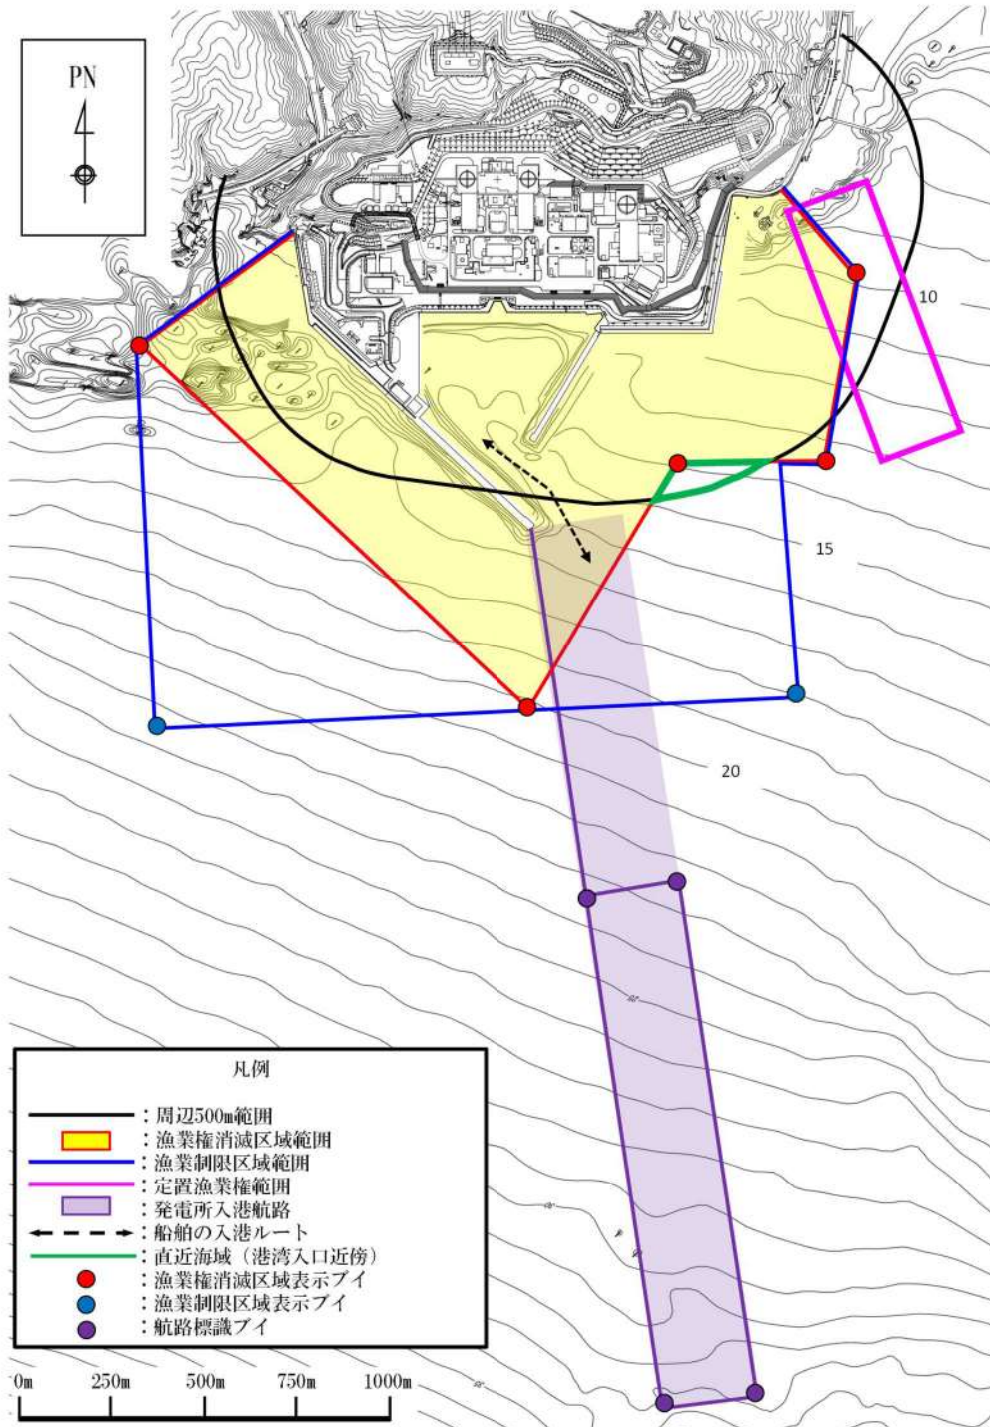 PN
10
15
20
凡例
：周辺500m範囲
：漁業権消滅区域範囲
：漁業制限区域範囲
：定置漁業権範囲
：発電所入港航路
：船舶の入港ルート
：直近海域（港湾入口近傍）
：漁業権消滅区域表示ブイ
：漁業制限区域表示ブイ
：航路標識ブイ
0m 250m 500m 750m 1000m